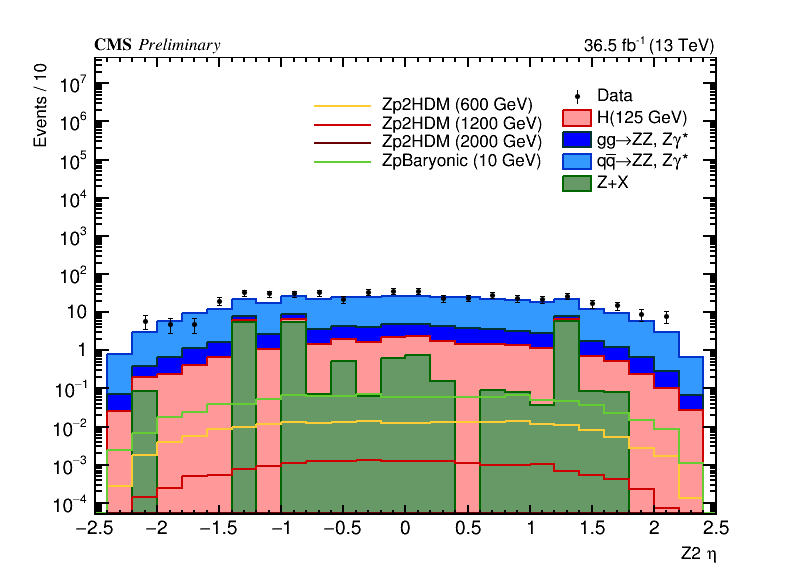 CMS Preliminary
36.5 fb⁻¹ (13 TeV)
Events / 10
10⁷
10⁶
10⁵
10⁴
10³
10²
10
1
10⁻¹
10⁻²
10⁻³
10⁻⁴
Zp2HDM (600 GeV)
Zp2HDM (1200 GeV)
Zp2HDM (2000 GeV)
ZpBaryonic (10 GeV)
Data
H(125 GeV)
gg→ZZ, Zγ*
qq̅→ZZ, Zγ*
Z+X
−2.5 −2 −1.5 −1 −0.5 0 0.5 1 1.5 2 2.5
Z2 η